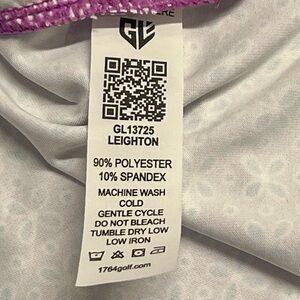 GL
GL13725
LEIGHTON
90% POLYESTER
10% SPANDEX
MACHINE WASH
COLD
GENTLE CYCLE
DO NOT BLEACH
TUMBLE DRY LOW
LOW IRON
1764golf.com